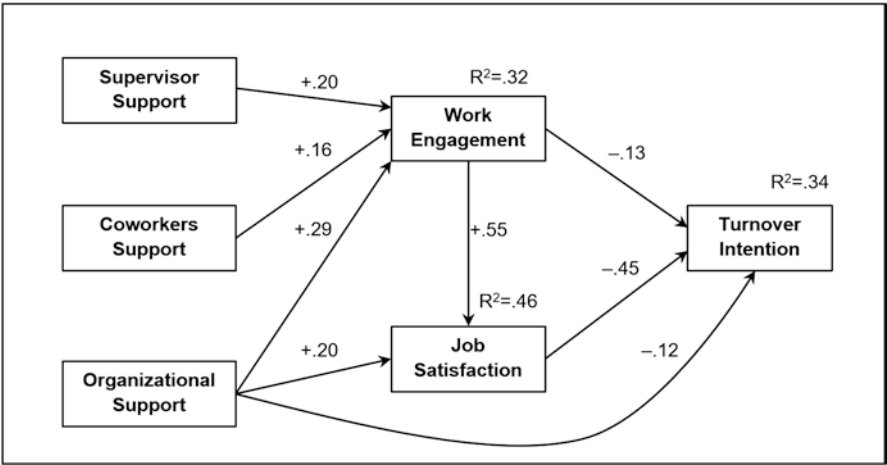 Supervisor
Support
+.20
R²=.32
Work
Engagement
+.16
–.13
R²=.34
Coworkers
Support
+.29
+.55
Turnover
Intention
–.45
R²=.46
+.20
Job
Satisfaction
–.12
Organizational
Support